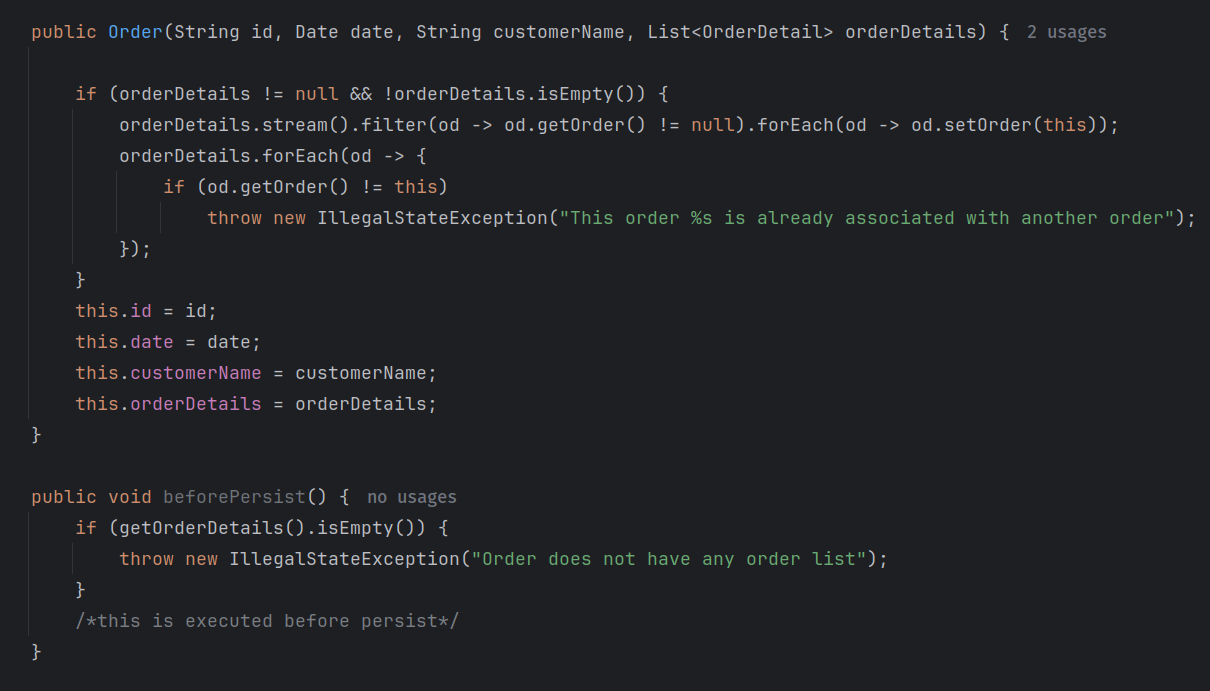 public Order(String id, Date date, String customerName, List<OrderDetail> orderDetails) { 2 usages
if (orderDetails != null && !orderDetails.isEmpty()) {
orderDetails.stream().filter(od -> od.getOrder() != null).forEach(od -> od.setOrder(this));
orderDetails.forEach(od -> {
if (od.getOrder() != this)
throw new IllegalStateException("This order %s is already associated with another order");
});
}
this.id = id;
this.date = date;
this.customerName = customerName;
this.orderDetails = orderDetails;
}
public void beforePersist() { no usages
if (getOrderDetails().isEmpty()) {
throw new IllegalStateException("Order does not have any order list");
}
/*this is executed before persist*/
}